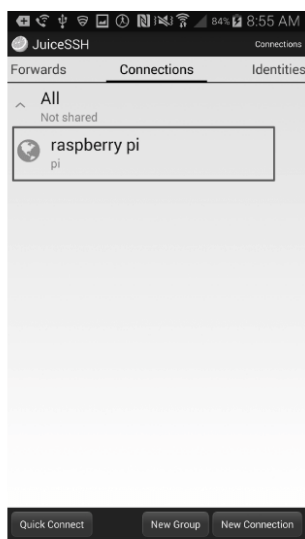 84% 8:55 AM
JuiceSSH Connections
Forwards Connections Identities
All
Not shared
raspberry pi
pi
Quick Connect New Group New Connection